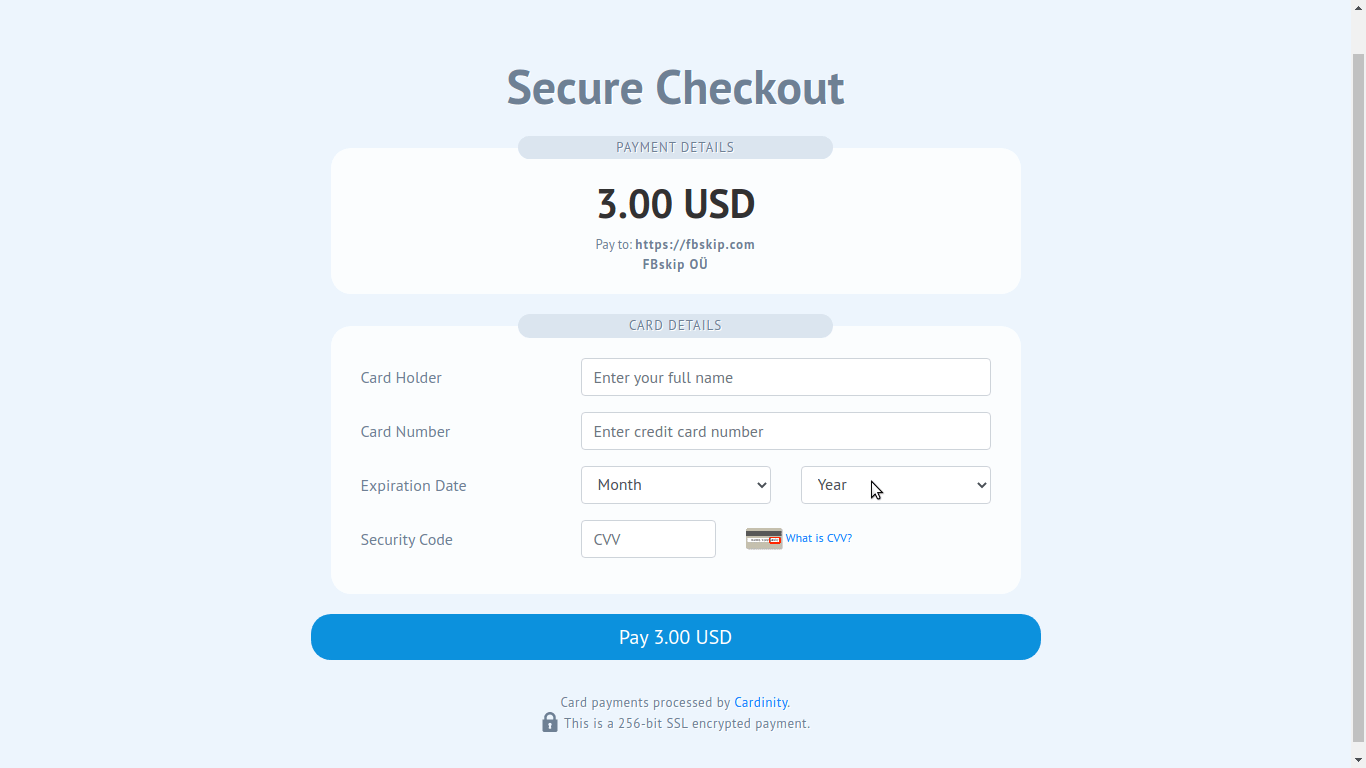 Secure Checkout
PAYMENT DETAILS
3.00 USD
Pay to: https://fbskip.com
FBskip OÜ
CARD DETAILS
Card Holder
Enter your full name
Card Number
Enter credit card number
Expiration Date
Month
Year
Security Code
CVV
What is CVV?
Pay 3.00 USD
Card payments processed by Cardinity.
This is a 256-bit SSL encrypted payment.